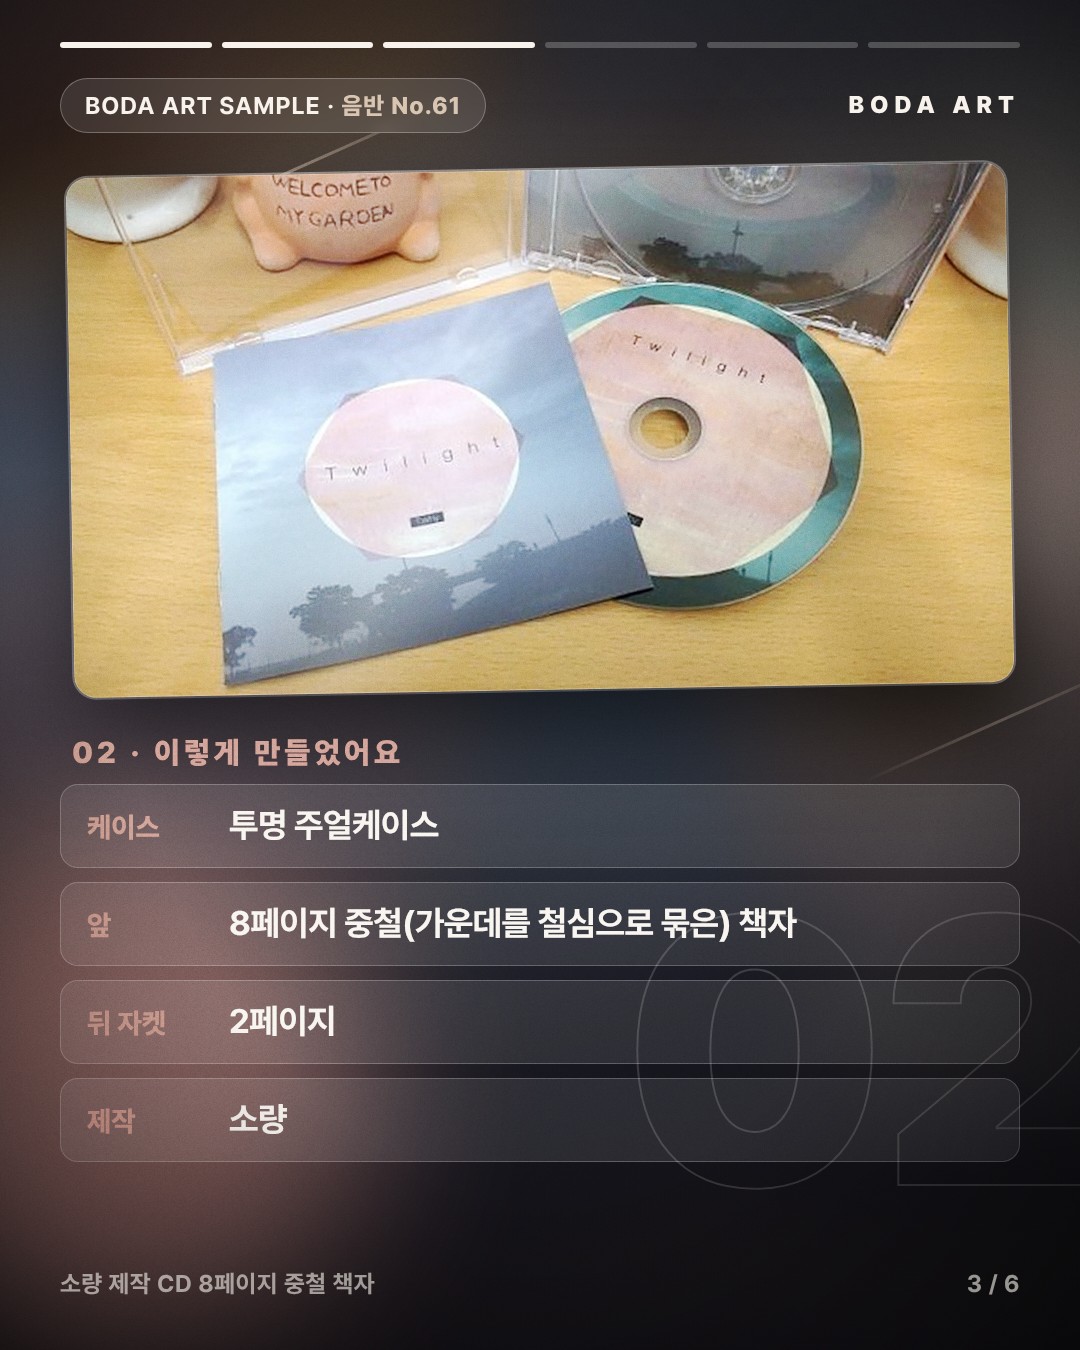 BODA ART SAMPLE · 음반 No.61
BODA ART
WELCOME TO
MY GARDEN
Twilight
Twilight
02 · 이렇게 만들었어요
케이스 투명 주얼케이스
앞 8페이지 중철(가운데를 철심으로 묶은) 책자
뒤 자켓 2페이지
제작 소량
02
소량 제작 CD 8페이지 중철 책자
3 / 6